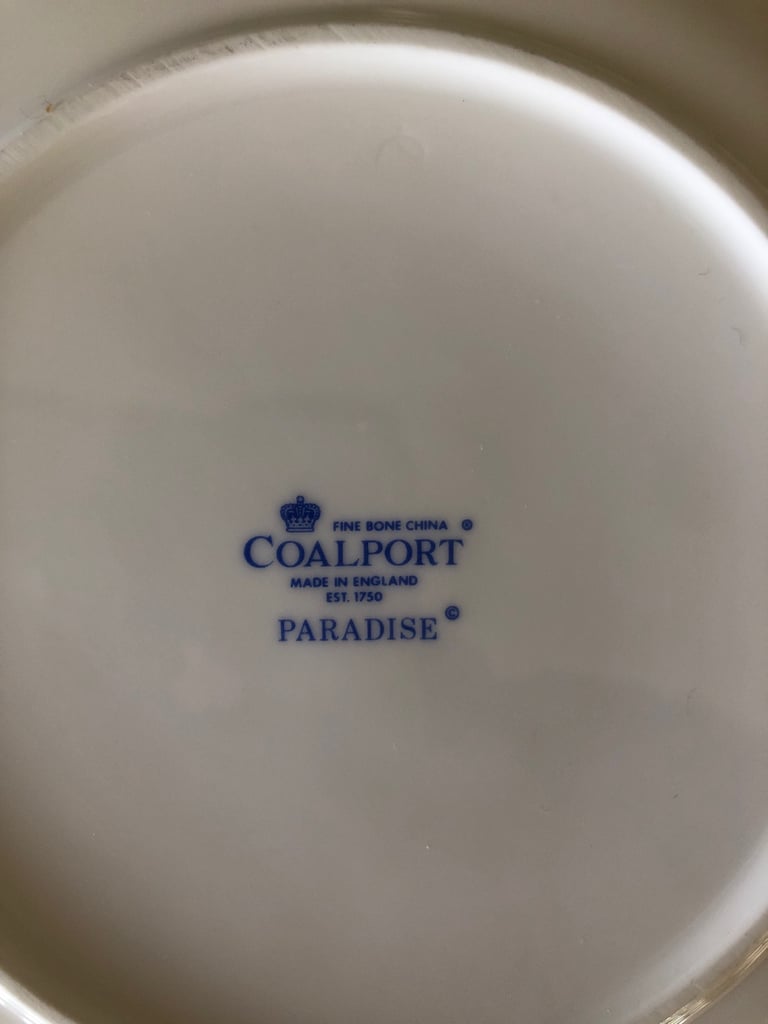 FINE BONE CHINA ®
COALPORT
MADE IN ENGLAND
EST. 1750
PARADISE ©